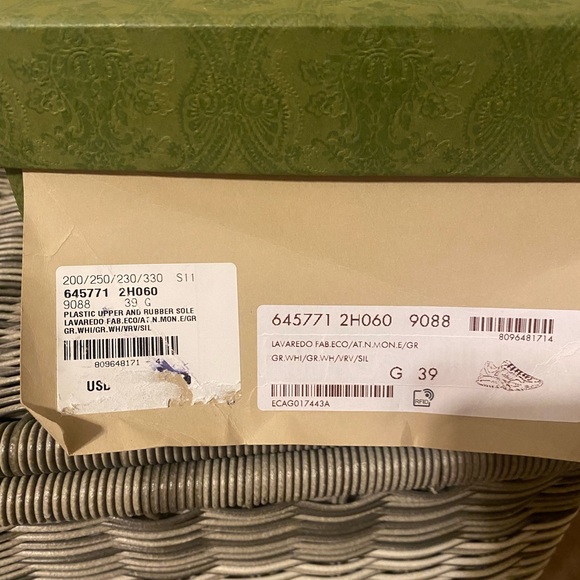 200/250/230/330 S11
645771 2H060
9088 39 G
PLASTIC UPPER AND RUBBER SOLE
LAVAREDO FAB.ECO/AT.N.MON.E/GR
GR.WHI/GR.WH/VRV/SIL
809648171
645771 2H060 9088
8096481714
LAVAREDO FAB.ECO/AT.N.MON.E/GR
GR.WHI/GR.WH/VRV/SIL
G 39
ECAG017443A
RFID